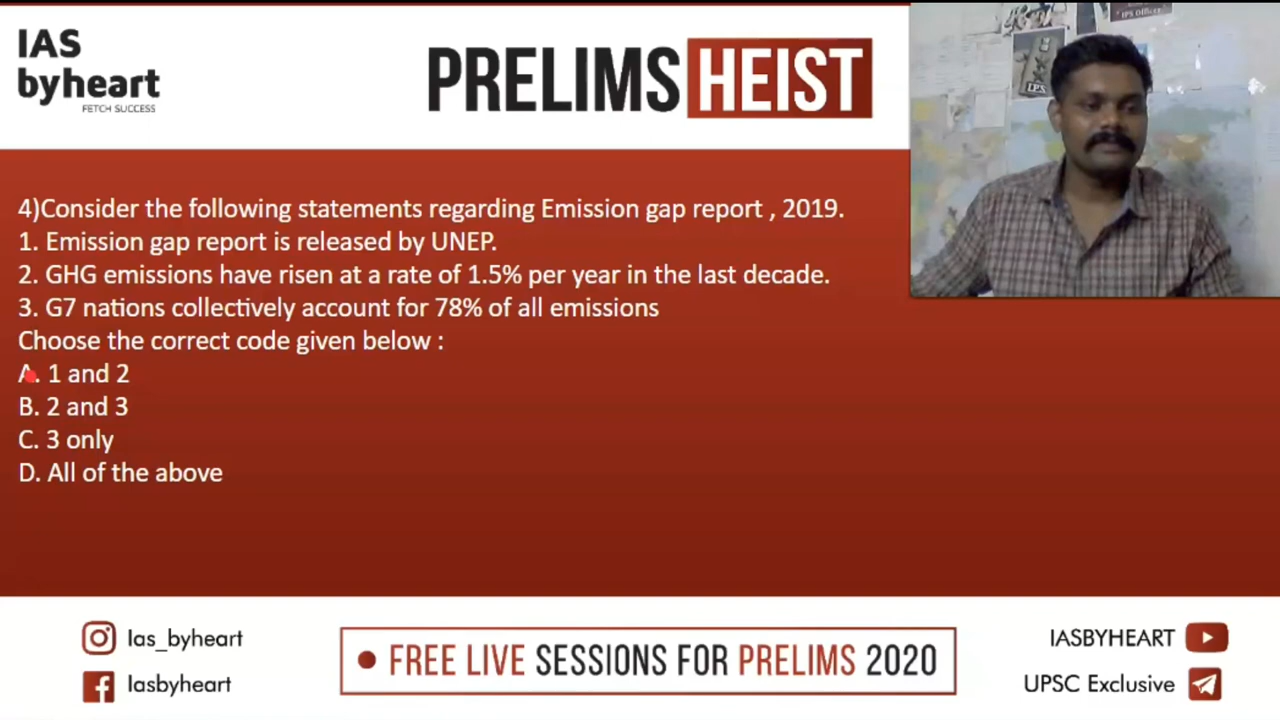 IAS
byheart
FETCH SUCCESS
PRELIMS HEIST
IPS Officer
I.P.S
4)Consider the following statements regarding Emission gap report , 2019.
1. Emission gap report is released by UNEP.
2. GHG emissions have risen at a rate of 1.5% per year in the last decade.
3. G7 nations collectively account for 78% of all emissions
Choose the correct code given below :
A. 1 and 2
B. 2 and 3
C. 3 only
D. All of the above
Ias_byheart
Iasbyheart
FREE LIVE SESSIONS FOR PRELIMS 2020
IASBYHEART
UPSC Exclusive